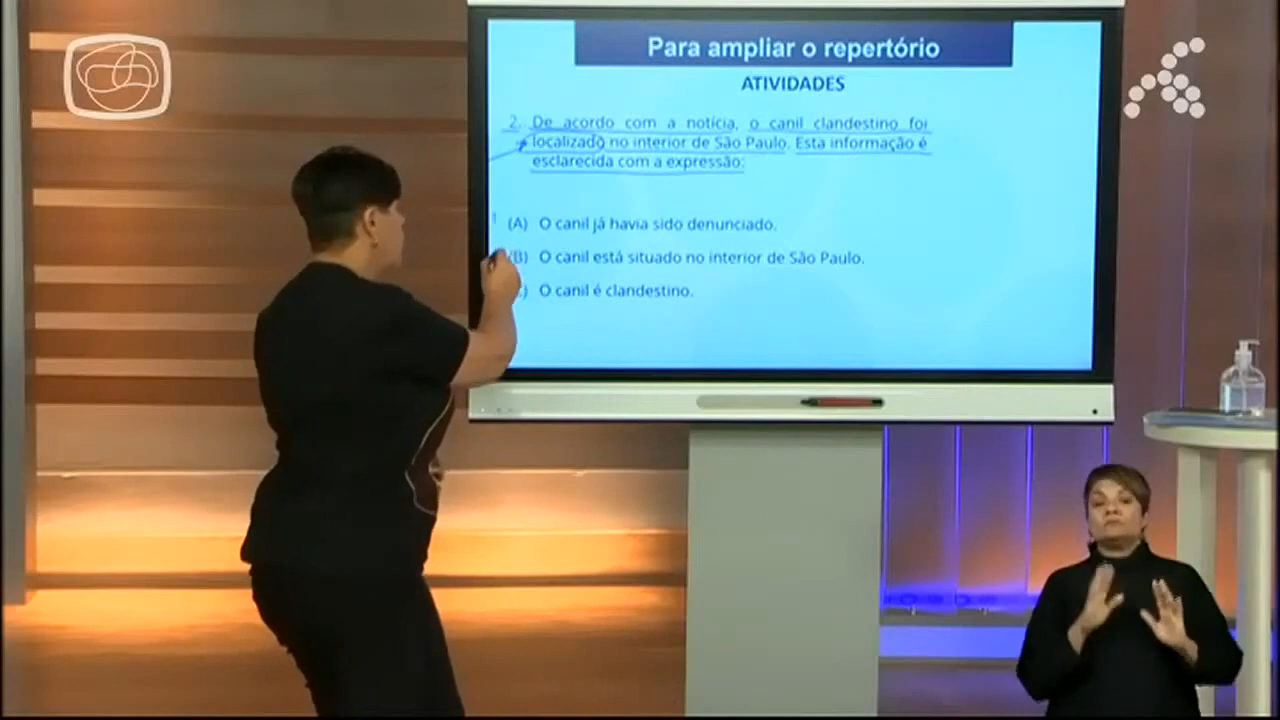 Para ampliar o repertório
ATIVIDADES
2. De acordo com a notícia, o canil clandestino foi
localizado no interior de São Paulo. Esta informação é
esclarecida com a expressão:
(A) O canil já havia sido denunciado.
(B) O canil está situado no interior de São Paulo.
) O canil é clandestino.